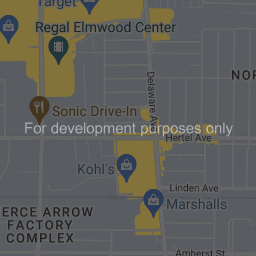 Target
Regal Elmwood Center
NOR
Delaware Ave
Sonic Drive-In
For development purposes only
Hertel Ave
Kohl's
Linden Ave
Marshalls
ERCE ARROW
FACTORY
COMPLEX
Amherst St